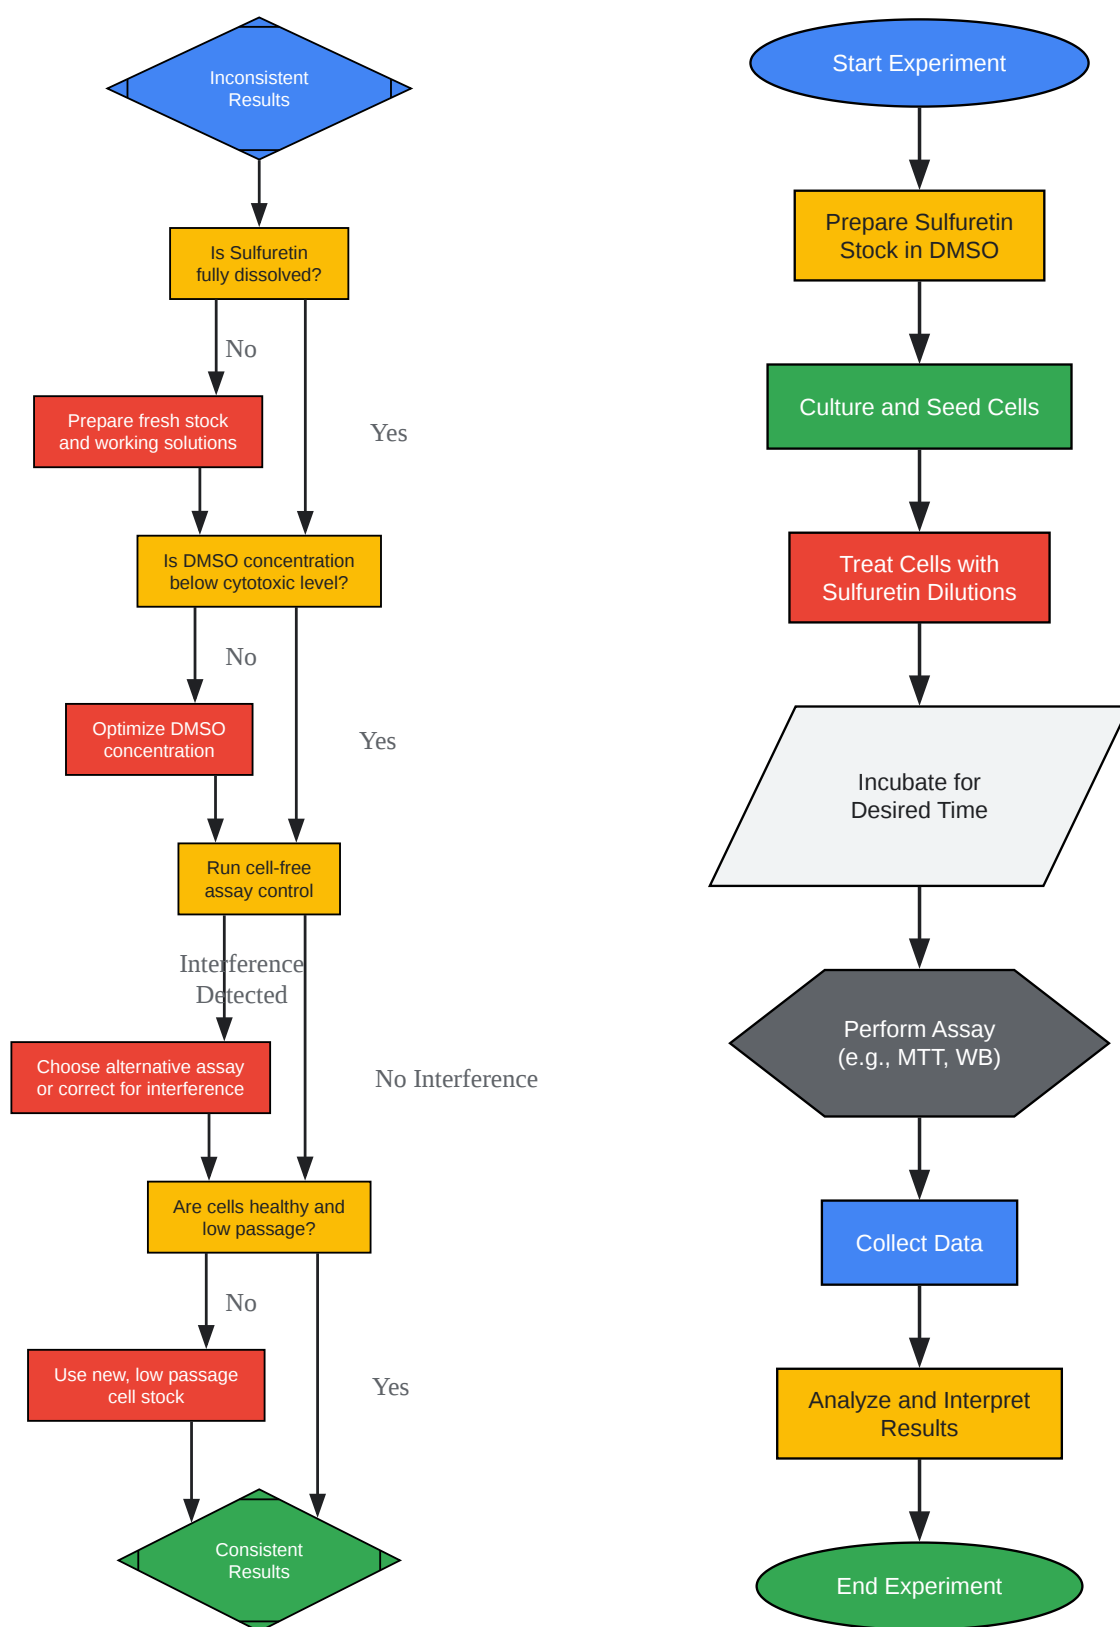 Inconsistent
Results
Is Sulfuretin
fully dissolved?
No
Yes
Prepare fresh stock
and working solutions
Is DMSO concentration
below cytotoxic level?
No
Yes
Optimize DMSO
concentration
Run cell-free
assay control
Interference
Detected
No Interference
Choose alternative assay
or correct for interference
Are cells healthy and
low passage?
No
Yes
Use new, low passage
cell stock
Consistent
Results
Start Experiment
Prepare Sulfuretin
Stock in DMSO
Culture and Seed Cells
Treat Cells with
Sulfuretin Dilutions
Incubate for
Desired Time
Perform Assay
(e.g., MTT, WB)
Collect Data
Analyze and Interpret
Results
End Experiment